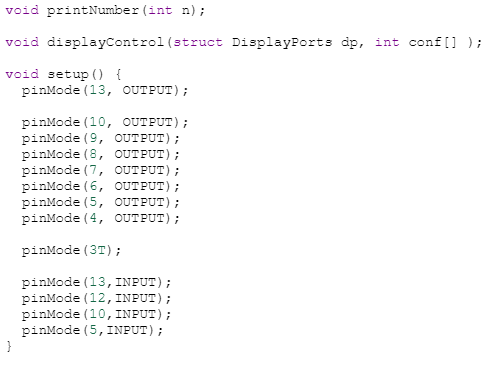 void printNumber(int n);
void displayControl(struct DisplayPorts dp, int conf[] );
void setup() {
pinMode(13, OUTPUT);
pinMode(10, OUTPUT);
pinMode(9, OUTPUT);
pinMode(8, OUTPUT);
pinMode(7, OUTPUT);
pinMode(6, OUTPUT);
pinMode(5, OUTPUT);
pinMode(4, OUTPUT);
pinMode(3T);
pinMode(13,INPUT);
pinMode(12,INPUT);
pinMode(10,INPUT);
pinMode(5,INPUT);
}